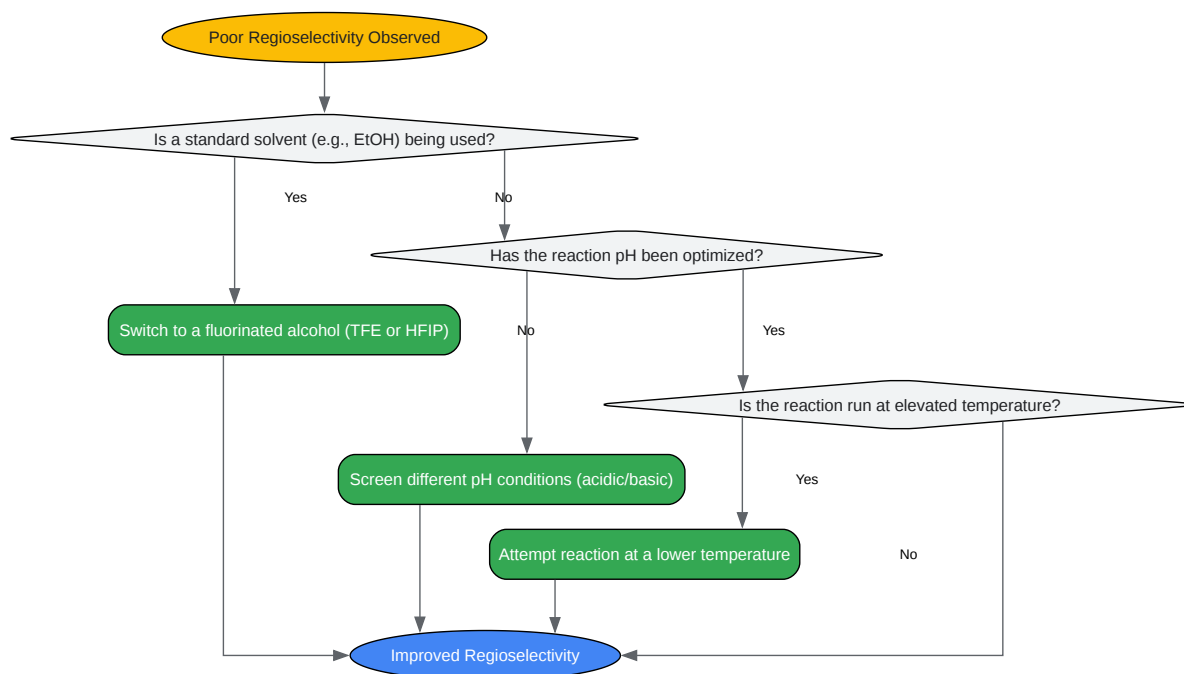 Poor Regioselectivity Observed
Is a standard solvent (e.g., EtOH) being used?
Yes
No
Has the reaction pH been optimized?
Switch to a fluorinated alcohol (TFE or HFIP)
No
Yes
Is the reaction run at elevated temperature?
Screen different pH conditions (acidic/basic)
Yes
Attempt reaction at a lower temperature
No
Improved Regioselectivity